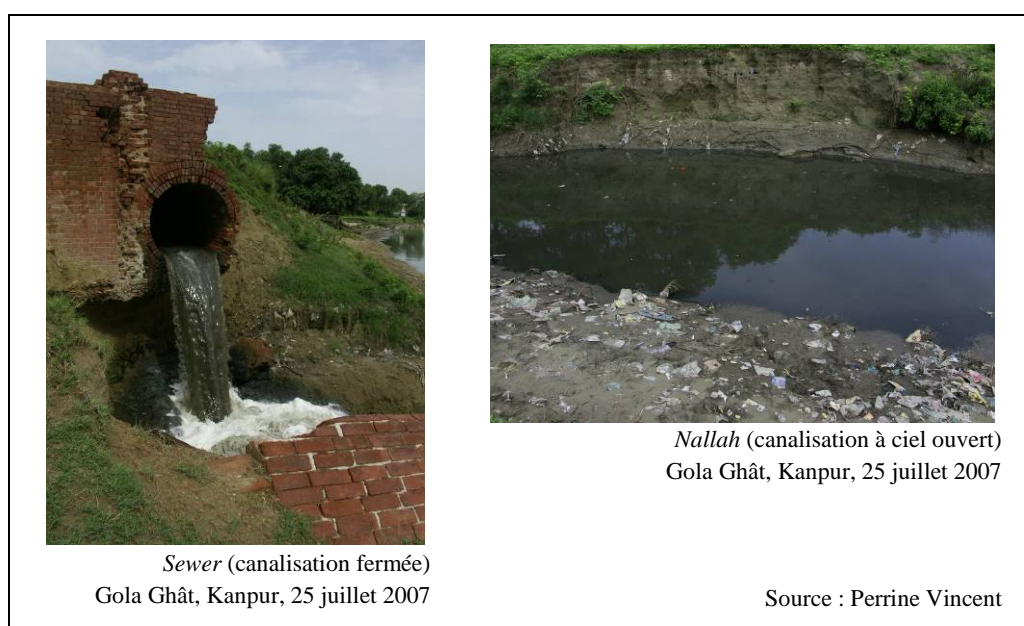 Sewer (canalisation fermée)
Gola Ghât, Kanpur, 25 juillet 2007
Nallah (canalisation à ciel ouvert)
Gola Ghât, Kanpur, 25 juillet 2007
Source : Perrine Vincent